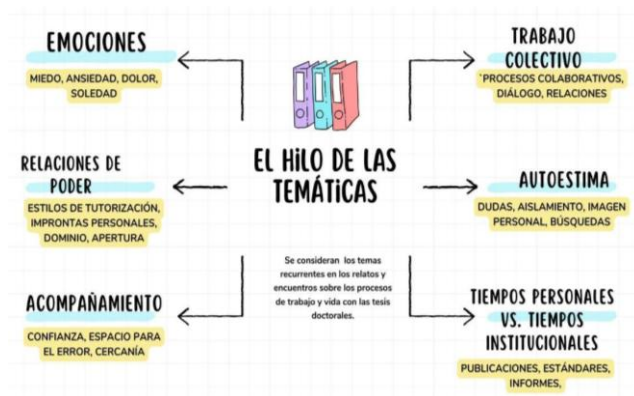 EMOCIONES
MIEDO, ANSIEDAD, DOLOR,
SOLEDAD
RELACIONES DE
PODER
ESTILOS DE TUTORIZACIÓN,
IMPRONTAS PERSONALES,
DOMINIO, APERTURA
ACOMPAÑAMIENTO
CONFIANZA, ESPACIO PARA
EL ERROR, CERCANÍA
EL HILO DE LAS
TEMÁTICAS
Se consideran los temas
recurrentes en los relatos y
encuentros sobre los procesos
de trabajo y vida con las tesis
doctorales.
TRABAJO
COLECTIVO
`PROCESOS COLABORATIVOS,
DIÁLOGO, RELACIONES
AUTOESTIMA
DUDAS, AISLAMIENTO, IMAGEN
PERSONAL, BÚSQUEDAS
TIEMPOS PERSONALES
VS. TIEMPOS
INSTITUCIONALES
PUBLICACIONES, ESTÁNDARES,
INFORMES,